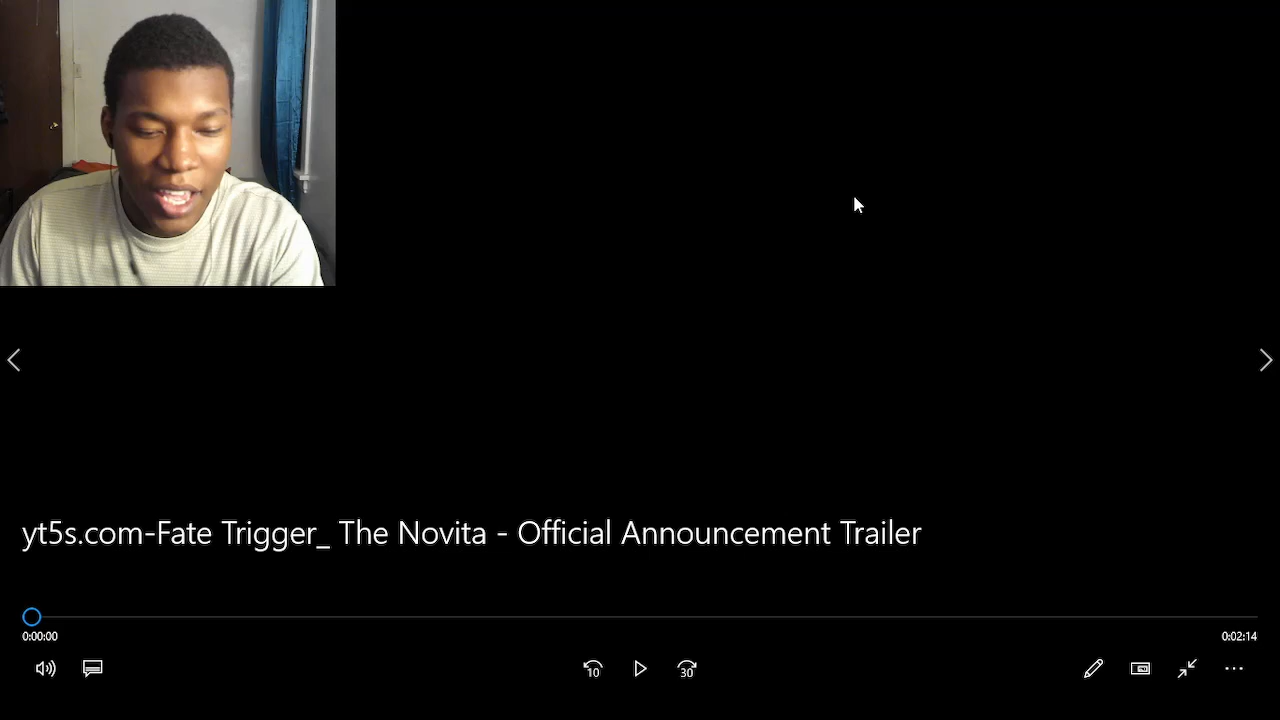 yt5s.com-Fate Trigger_ The Novita - Official Announcement Trailer
0:00:00
0:02:14
10
30